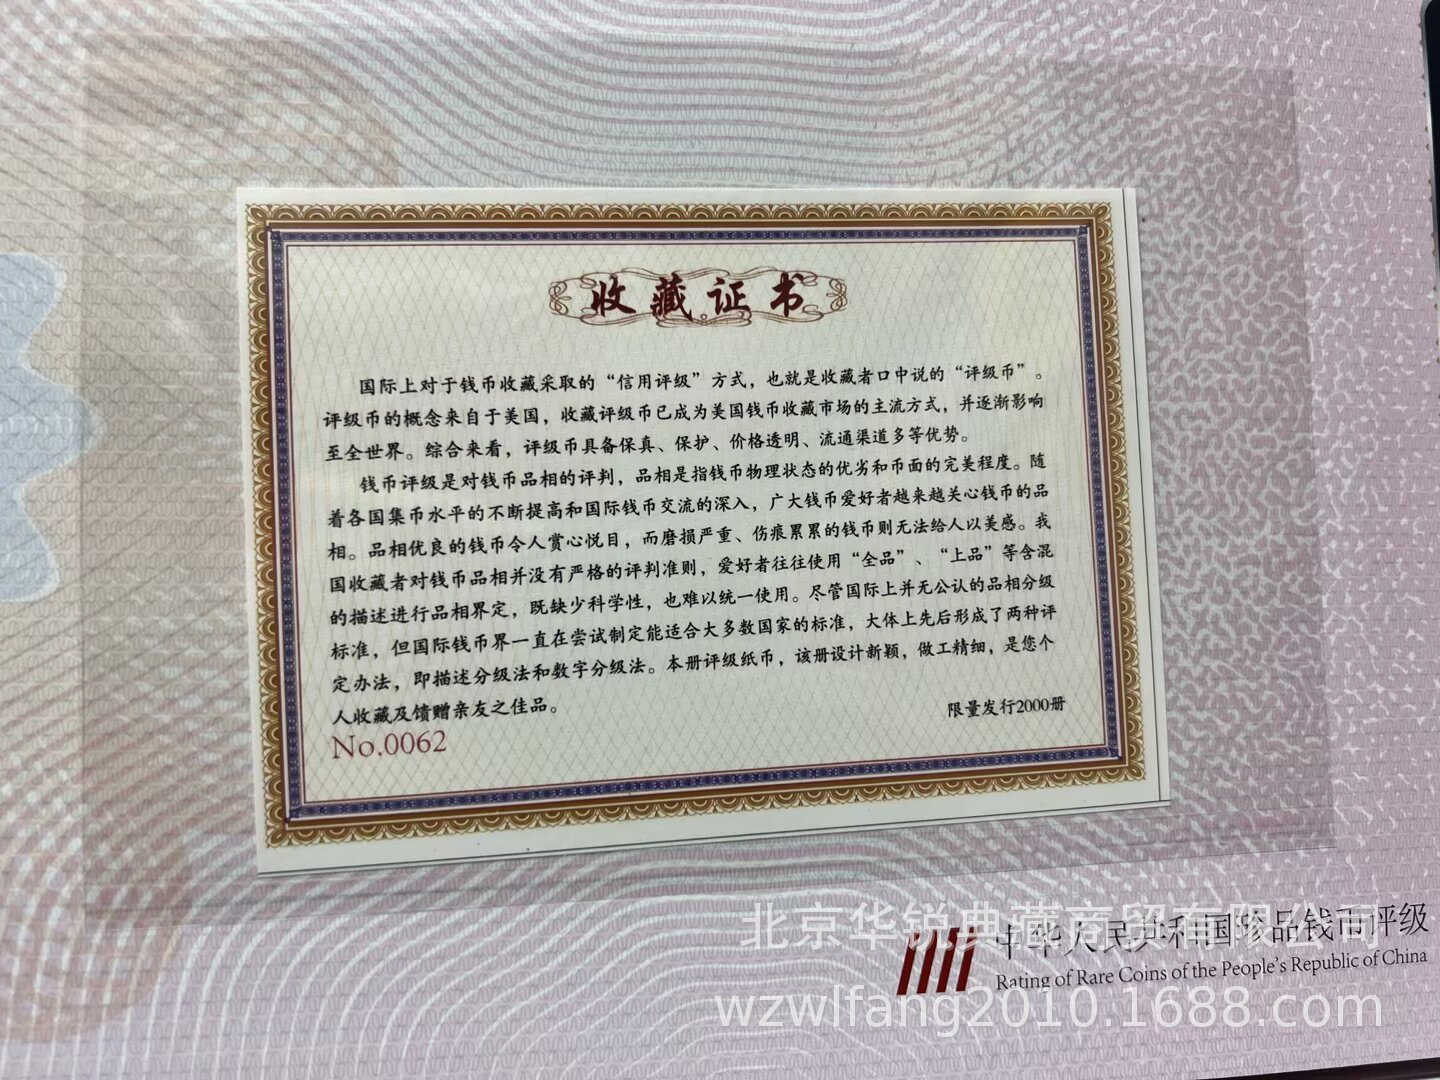 收藏证书
国际上对于钱币收藏采取的“信用评级”方式，也就是收藏者口中说的“评级币”。
评级币的概念来自于美国，收藏评级币已成为美国钱币收藏市场的主流方式，并逐渐影响
至全世界。综合来看，评级币具备保真、保护、价格透明、流通渠道多等优势。
钱币评级是对钱币品相的评判，品相是指钱币物理状态的优劣和币面的完美程度。随
着各国集币水平的不断提高和国际钱币交流的深入，广大钱币爱好者越来越关心钱币的品
相。品相优良的钱币令人赏心悦目，而磨损严重、伤痕累累的钱币则无法给人以美感。我
国收藏者对钱币品相并没有严格的评判准则，爱好者往往使用“全品”、“上品”等含混
的描述进行品相界定，既缺少科学性，也难以统一使用。尽管国际上并无公认的品相分级
标准，但国际钱币界一直在尝试制定能适合大多数国家的标准，大体上先后形成了两种评
定办法，即描述分级法和数字分级法。本册评级纸币，该册设计新颖，做工精细，是您个
人收藏及馈赠亲友之佳品。
限量发行2000册
No.0062
北京华锐典藏商贸有限公司
中华人民共和国珍品钱币评级
Rating of Rare Coins of the People's Republic of China
wzwlfang2010.1688.com